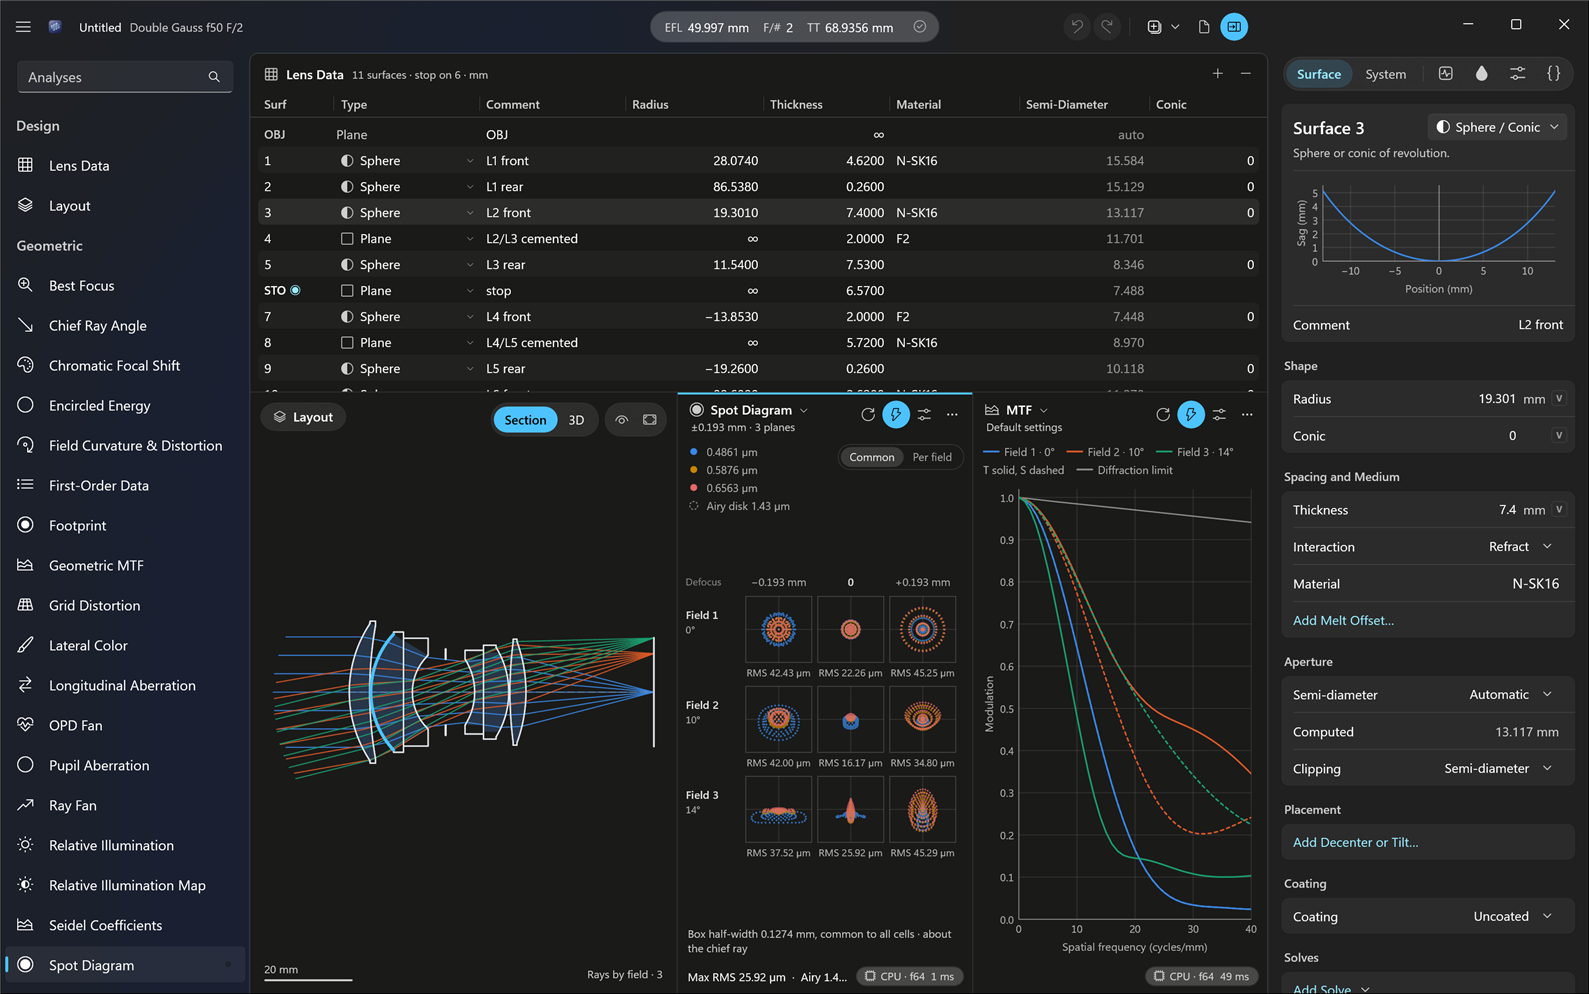 Untitled Double Gauss f50 F/2
EFL 49.997 mm F/# 2 TT 68.9356 mm
Analyses
Design
Lens Data
Layout
Geometric
Best Focus
Chief Ray Angle
Chromatic Focal Shift
Encircled Energy
Field Curvature & Distortion
First-Order Data
Footprint
Geometric MTF
Grid Distortion
Lateral Color
Longitudinal Aberration
OPD Fan
Pupil Aberration
Ray Fan
Relative Illumination
Relative Illumination Map
Seidel Coefficients
Spot Diagram
Lens Data 11 surfaces · stop on 6 · mm
Surf Type Comment Radius Thickness Material Semi-Diameter Conic
OBJ Plane OBJ ∞ auto
1 Sphere L1 front 28.0740 4.6200 N-SK16 15.584 0
2 Sphere L1 rear 86.5380 0.2600 15.129 0
3 Sphere L2 front 19.3010 7.4000 N-SK16 13.117 0
4 Plane L2/L3 cemented ∞ 2.0000 F2 11.701
5 Sphere L3 rear 11.5400 7.5300 8.346 0
STO Plane stop ∞ 6.5700 7.488
7 Sphere L4 front −13.8530 2.0000 F2 7.448 0
8 Plane L4/L5 cemented ∞ 5.7200 N-SK16 8.970
9 Sphere L5 rear −19.2600 0.2600 10.118 0
Layout
Section 3D
20 mm
Rays by field · 3
Spot Diagram
±0.193 mm · 3 planes
0.4861 µm
0.5876 µm
0.6563 µm
Airy disk 1.43 µm
Common Per field
Defocus −0.193 mm 0 +0.193 mm
Field 1
0°
RMS 42.43 µm RMS 22.26 µm RMS 45.25 µm
Field 2
10°
RMS 42.00 µm RMS 16.17 µm RMS 34.80 µm
Field 3
14°
RMS 37.52 µm RMS 25.92 µm RMS 45.29 µm
Box half-width 0.1274 mm, common to all cells · about
the chief ray
Max RMS 25.92 µm · Airy 1.4...
CPU · f64 1 ms
MTF
Default settings
Field 1 · 0° Field 2 · 10° Field 3 · 14°
T solid, S dashed Diffraction limit
1.0
0.9
0.8
0.7
0.6
0.5
0.4
0.3
0.2
0.1
0.0
Modulation
0 10 20 30 40
Spatial frequency (cycles/mm)
CPU · f64 49 ms
Surface System
Surface 3 Sphere / Conic
Sphere or conic of revolution.
5
4
3
2
1
0
Sag (mm)
−10 −5 0 5 10
Position (mm)
Comment L2 front
Shape
Radius 19.301 mm V
Conic 0 V
Spacing and Medium
Thickness 7.4 mm V
Interaction Refract
Material N-SK16
Add Melt Offset...
Aperture
Semi-diameter Automatic
Computed 13.117 mm
Clipping Semi-diameter
Placement
Add Decenter or Tilt...
Coating
Coating Uncoated
Solves
Add Solve